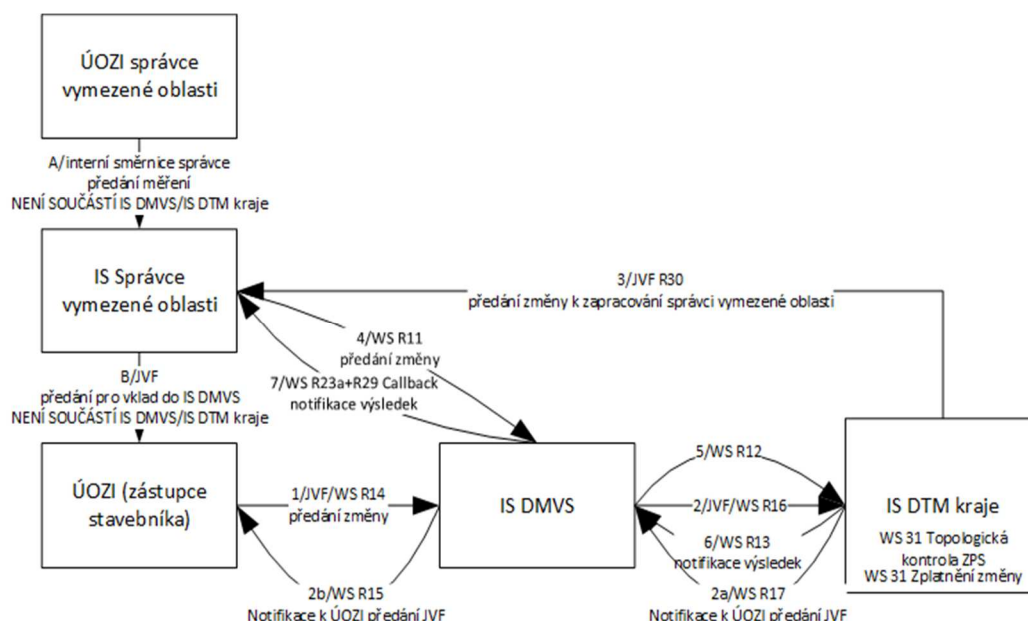 ÚOZI správce
vymezené oblasti
A/interní směrnice správce
předání měření
NENÍ SOUČÁSTÍ IS DMVS/IS DTM kraje
IS Správce
vymezené oblasti
3/JVF R30
předání změny k zapracování správci vymezené oblasti
4/WS R11
předání změny
7/WS R23a+R29 Callback
notifikace výsledek
B/JVF
předání pro vklad do IS DMVS
NENÍ SOUČÁSTÍ IS DMVS/IS DTM kraje
ÚOZI (zástupce
stavebníka)
1/JVF/WS R14
předání změny
IS DMVS
5/WS R12
2/JVF/WS R16
6/WS R13
notifikace výsledek
IS DTM kraje
WS 31 Topologická
kontrola ZPS
WS 31 Zplatnění změny
2b/WS R15
Notifikace k ÚOZI předání JVF
2a/WS R17
Notifikace k ÚOZI předání JVF